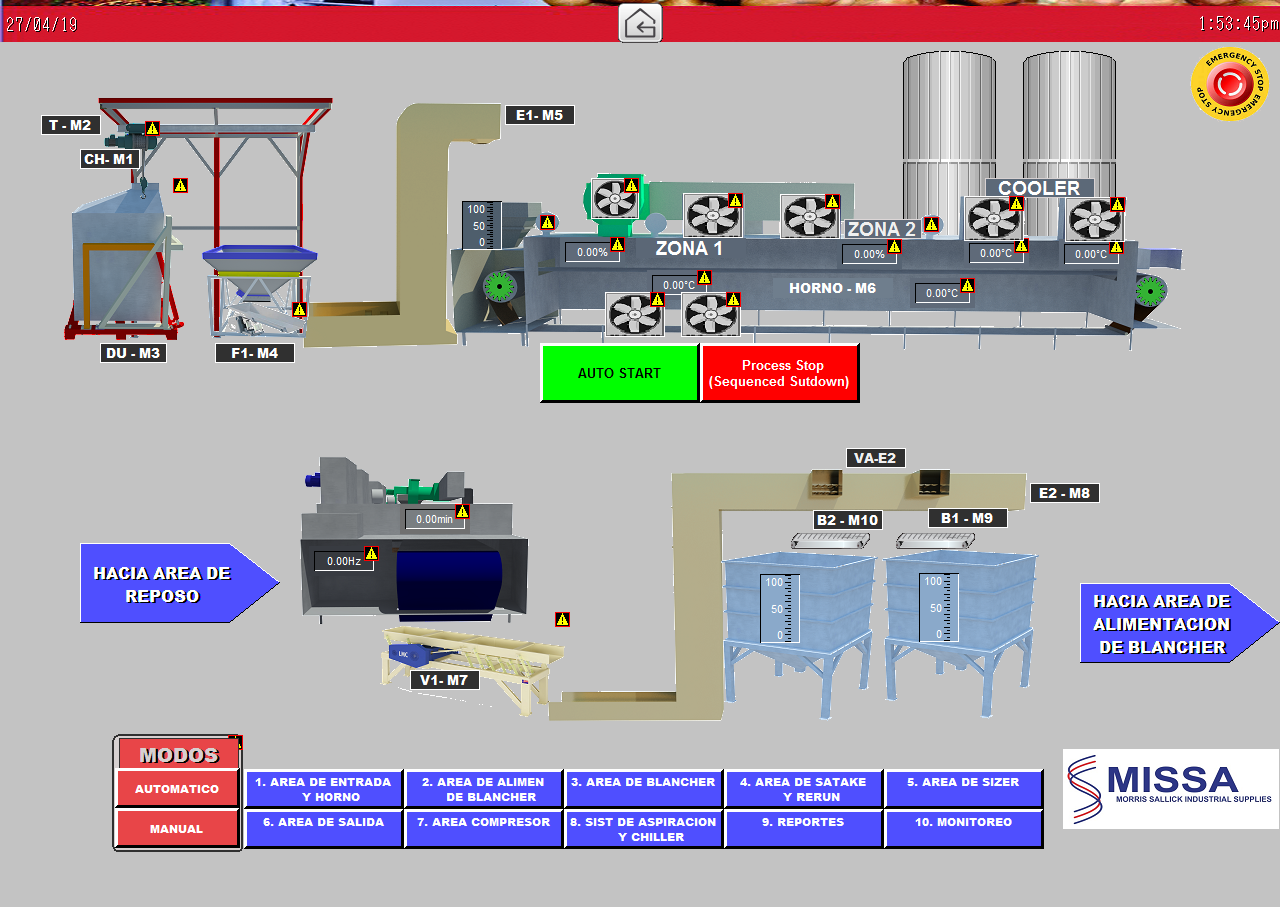 27/04/19
1:53:45pm
EMERGENCY STOP EMERGENCY STOP
T - M2
CH- M1
E1- M5
COOLER
100
50
0
ZONA 2
ZONA 1
0.00%
0.00%
0.00°C
0.00°C
0.00°C
HORNO - M6
0.00°C
DU - M3
F1- M4
AUTO START
Process Stop
(Sequenced Sutdown)
VA-E2
E2 - M8
B2 - M10
B1 - M9
0.00min
0.00Hz
HACIA AREA DE
REPOSO
100
50
0
100
50
0
HACIA AREA DE
ALIMENTACION
DE BLANCHER
V1- M7
MODOS
AUTOMATICO
MANUAL
1. AREA DE ENTRADA
Y HORNO
2. AREA DE ALIMEN
DE BLANCHER
3. AREA DE BLANCHER
4. AREA DE SATAKE
Y RERUN
5. AREA DE SIZER
6. AREA DE SALIDA
7. AREA COMPRESOR
8. SIST DE ASPIRACION
Y CHILLER
9. REPORTES
10. MONITOREO
MISSA
MORRIS SALLICK INDUSTRIAL SUPPLIES